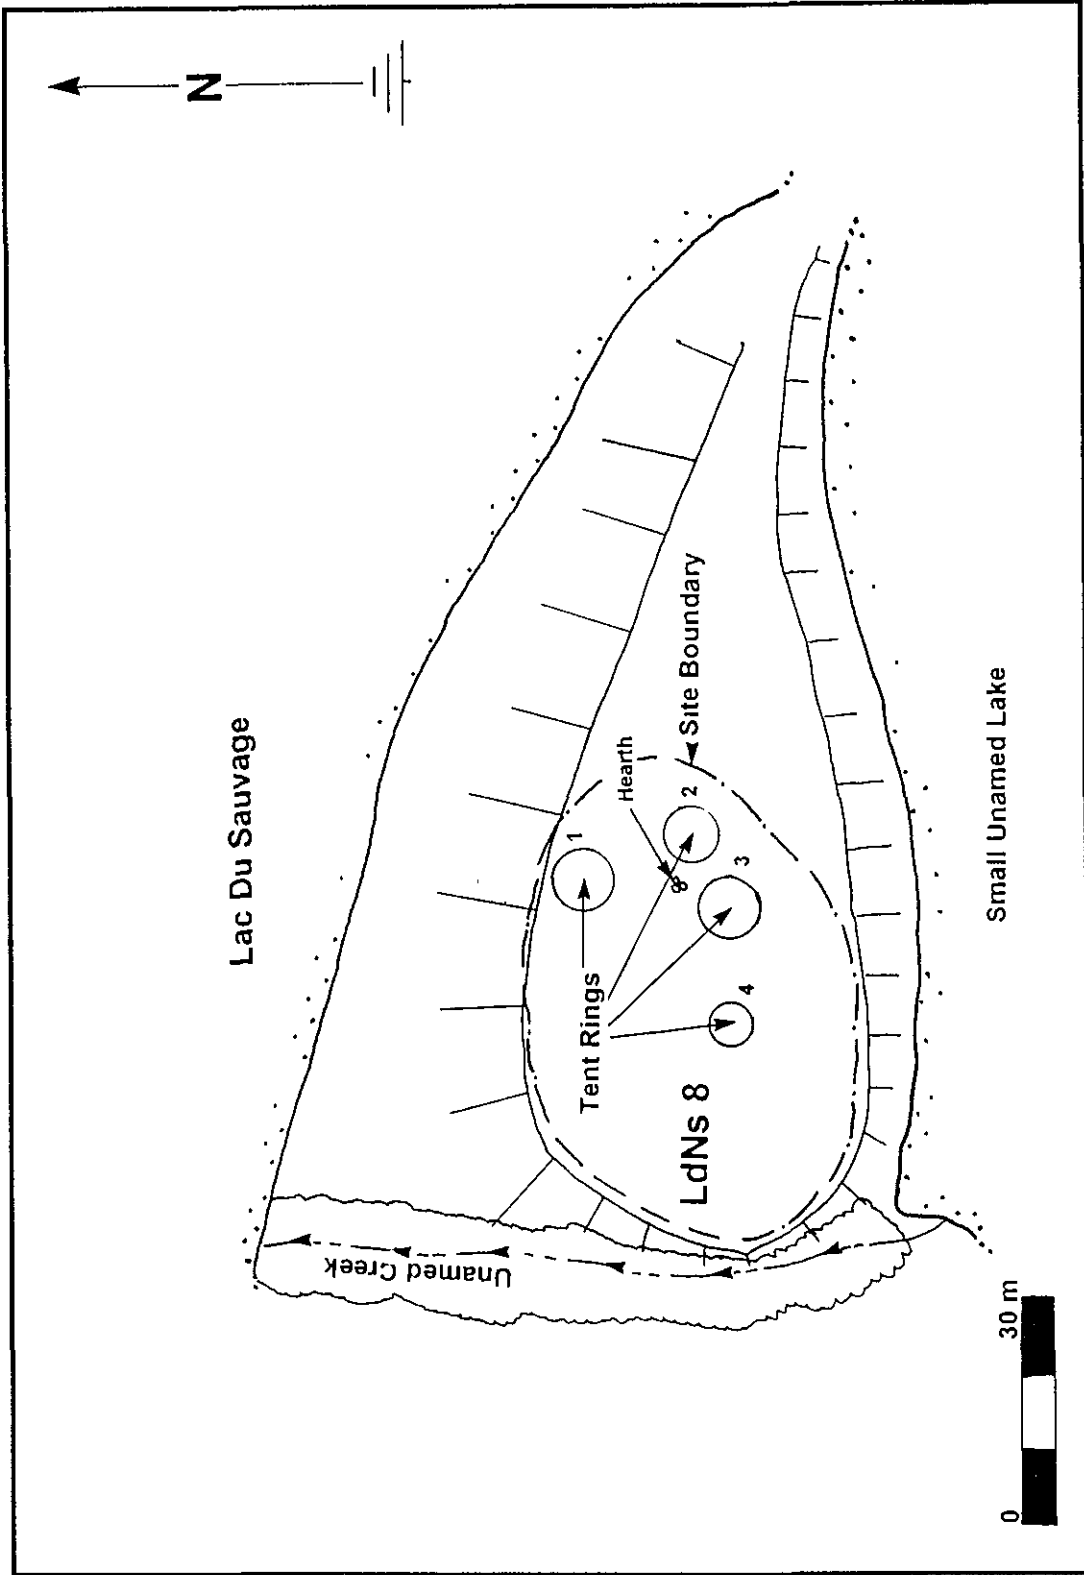 N
Lac Du Sauvage
Unamed Creek
Tent Rings
1
Hearth
2
Site Boundary
3
4
LdNs 8
Small Unamed Lake
0 30 m